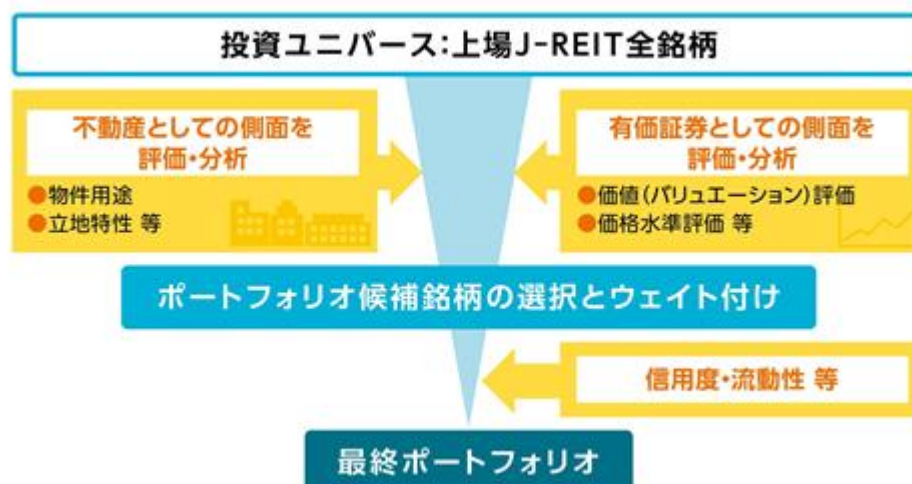 投資ユニバース:上場J-REIT全銘柄
不動産としての側面を
評価・分析
●物件用途
●立地特性 等
有価証券としての側面を
評価・分析
●価値(バリュエーション)評価
●価格水準評価 等
ポートフォリオ候補銘柄の選択とウェイト付け
信用度・流動性 等
最終ポートフォリオ